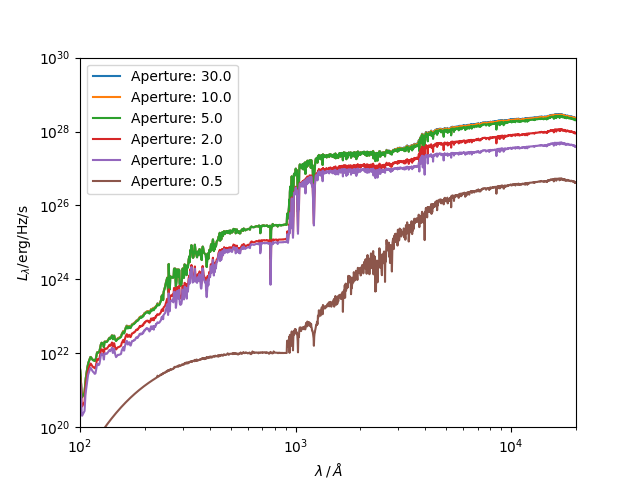 10^30
10^28
10^26
10^24
10^22
10^20
L_λ/erg/Hz/s
Aperture: 30.0
Aperture: 10.0
Aperture: 5.0
Aperture: 2.0
Aperture: 1.0
Aperture: 0.5
10^2
10^3
10^4
λ / Å